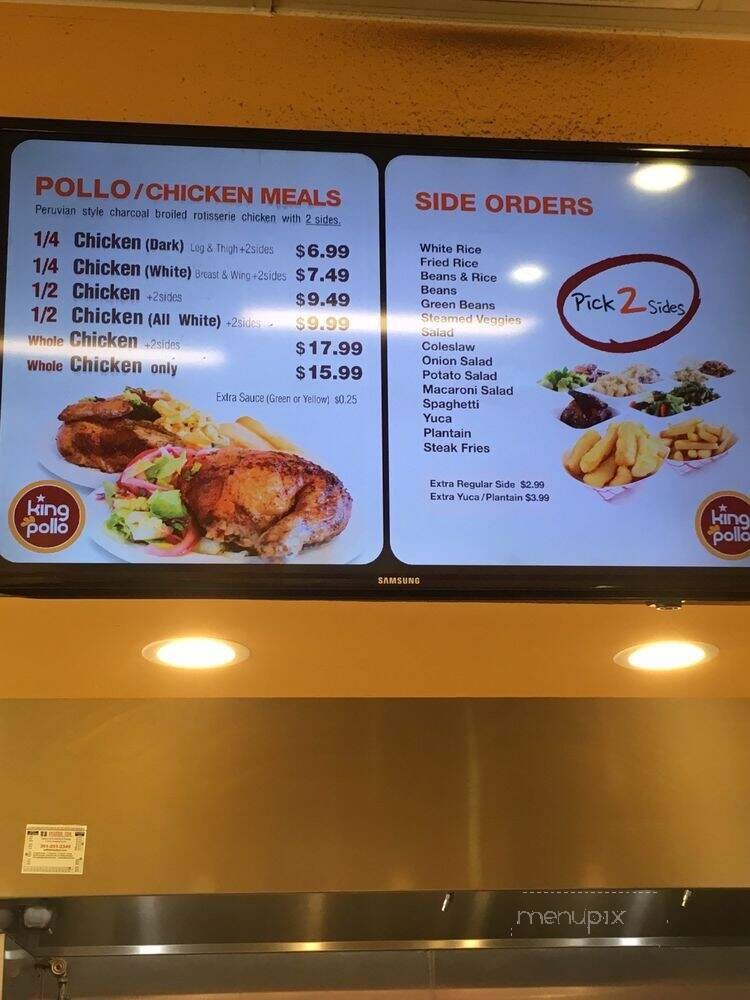 POLLO / CHICKEN MEALS
Peruvian style charcoal broiled rotisserie chicken with 2 sides.
1/4 Chicken (Dark) Leg & Thigh +2sides $6.99
1/4 Chicken (White) Breast & Wing +2sides $7.49
1/2 Chicken +2sides $9.49
1/2 Chicken (All White) +2sides $9.99
Whole Chicken +2sides $17.99
Whole Chicken only $15.99
Extra Sauce (Green or Yellow) $0.25
king
pollo
SIDE ORDERS
White Rice
Fried Rice
Beans & Rice
Beans
Green Beans
Steamed Veggies
Salad
Coleslaw
Onion Salad
Potato Salad
Macaroni Salad
Spaghetti
Yuca
Plantain
Steak Fries
Pick 2 Sides
Extra Regular Side $2.99
Extra Yuca/Plantain $3.99
king
pollo
SAMSUNG
menupix